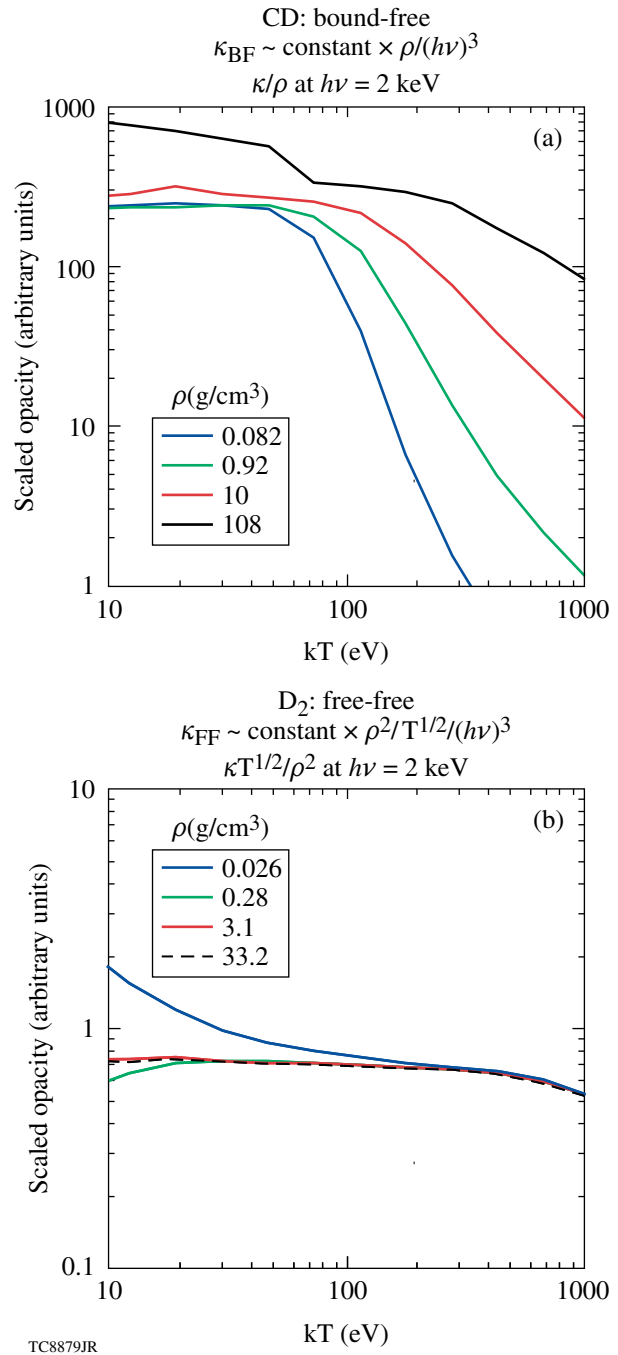 CD: bound-free
κBF ~ constant × ρ/(hν)³
κ/ρ at hν = 2 keV
(a)
Scaled opacity (arbitrary units)
1000
100
10
1
ρ(g/cm³)
0.082
0.92
10
108
10
100
1000
kT (eV)
D₂: free-free
κFF ~ constant × ρ²/T¹/²/(hν)³
κT¹/²/ρ² at hν = 2 keV
(b)
Scaled opacity (arbitrary units)
10
1
0.1
ρ(g/cm³)
0.026
0.28
3.1
33.2
10
100
1000
kT (eV)
TC8879JR